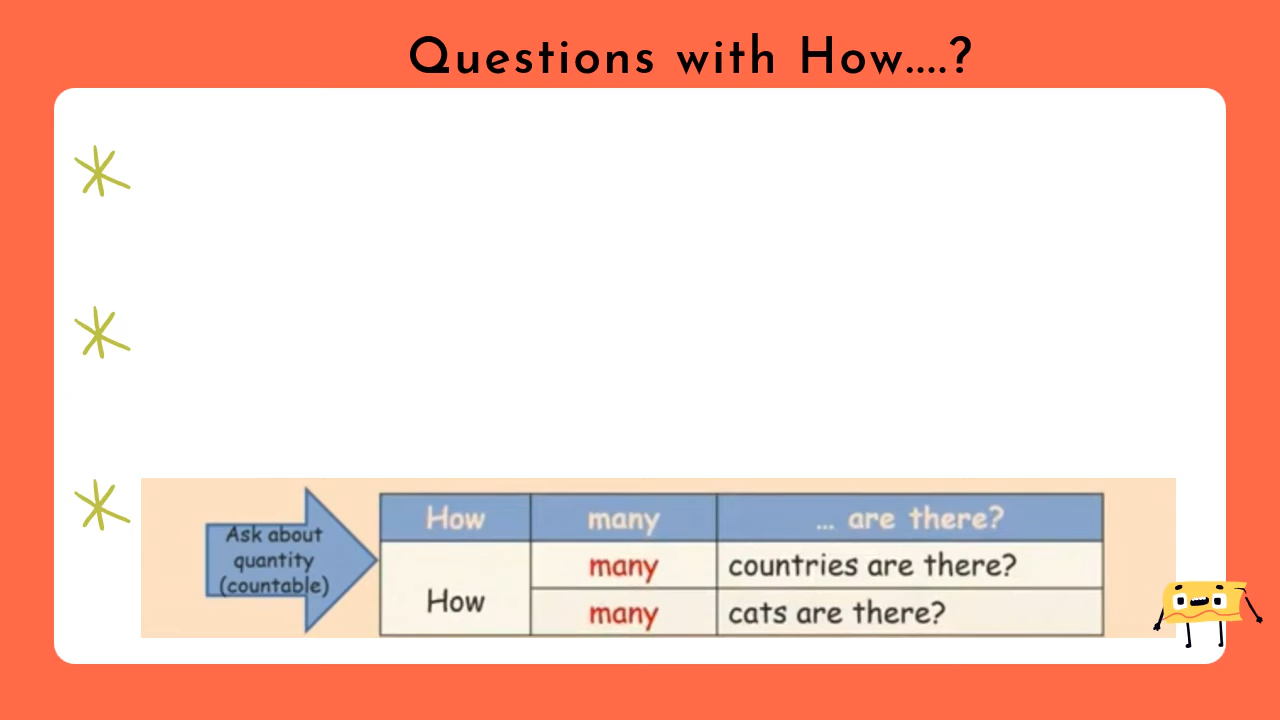 Questions with How....?
Ask about
quantity
(countable)
How many ... are there?
many countries are there?
How
many cats are there?